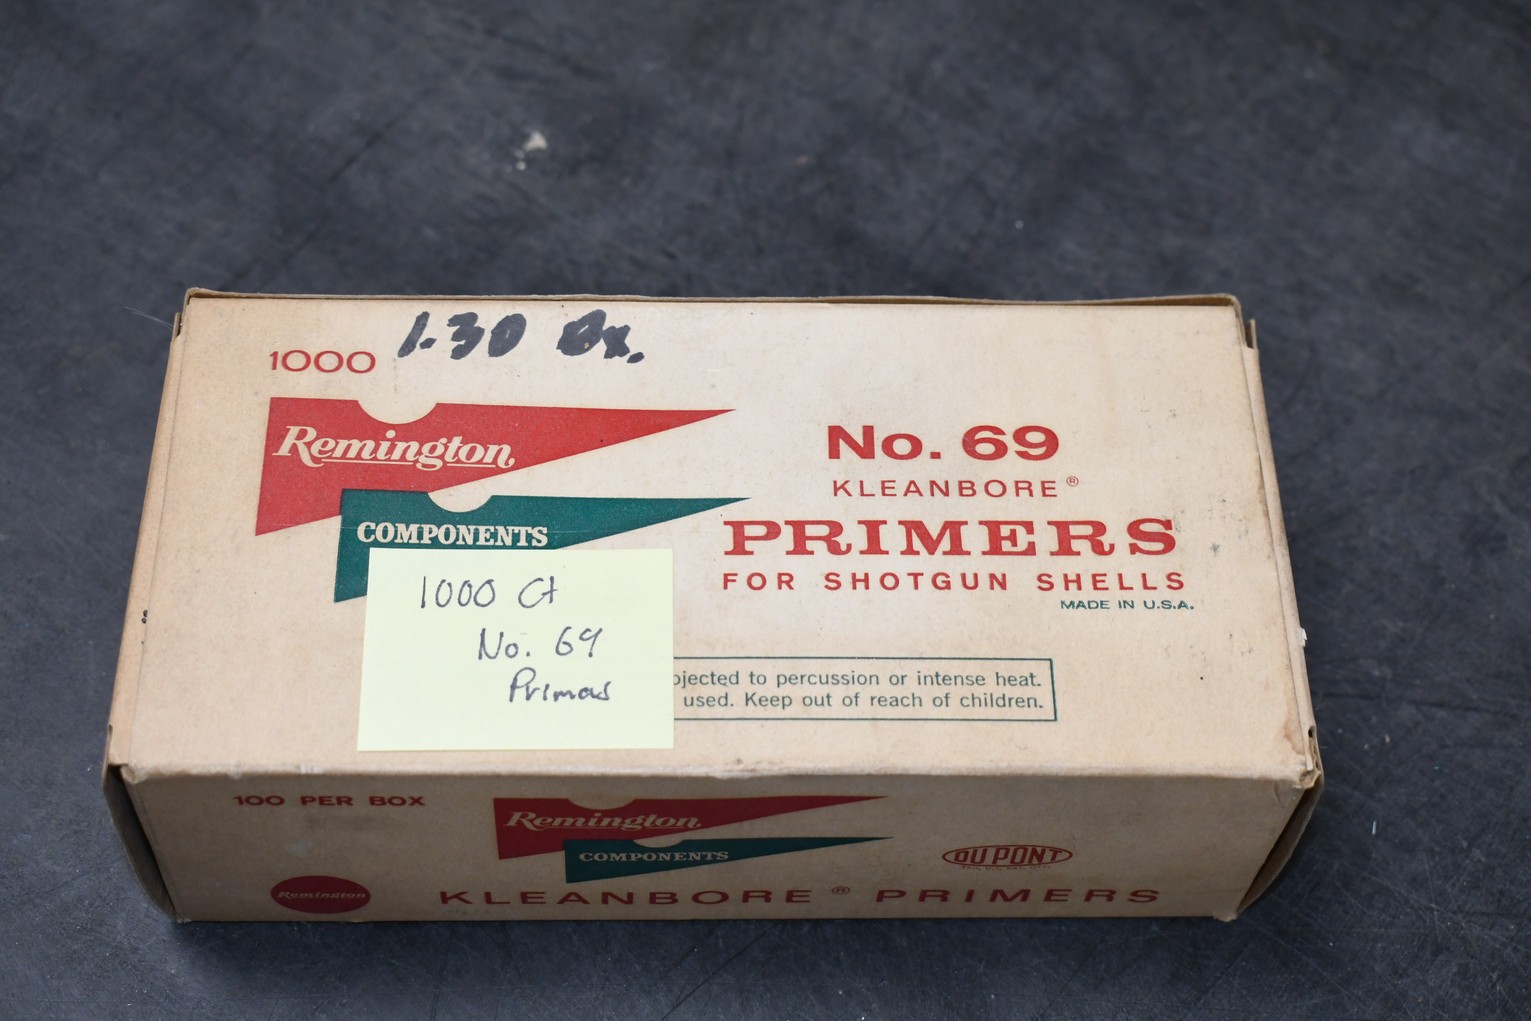 1000 1.30 Bx.
Remington
COMPONENTS
No. 69
KLEANBORE ®
PRIMERS
FOR SHOTGUN SHELLS
MADE IN U.S.A.
1000 Ct
No. 69
Primers
jected to percussion or intense heat.
used. Keep out of reach of children.
100 PER BOX
Remington
COMPONENTS
DU PONT
Remington
KLEANBORE ® PRIMERS